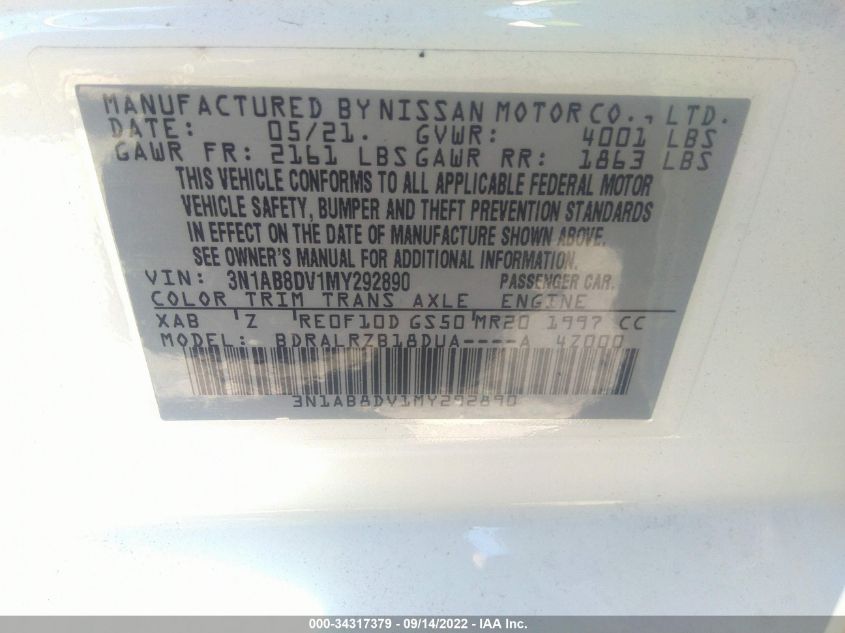 MANUFACTURED BY NISSAN MOTOR CO., LTD.
DATE: 05/21. GVWR: 4001 LBS
GAWR FR: 2161 LBS GAWR RR: 1863 LBS
THIS VEHICLE CONFORMS TO ALL APPLICABLE FEDERAL MOTOR
VEHICLE SAFETY, BUMPER AND THEFT PREVENTION STANDARDS
IN EFFECT ON THE DATE OF MANUFACTURE SHOWN ABOVE.
SEE OWNER'S MANUAL FOR ADDITIONAL INFORMATION.
VIN: 3N1AB8DV1MY292890 PASSENGER CAR.
COLOR TRIM TRANS AXLE ENGINE
XAB Z RE0F10D GS50 MR20 1997 CC
MODEL: BDRALRZB18DUA----A 4Z000
3N1AB8DV1MY292890
000-34317379 - 09/14/2022 - IAA Inc.